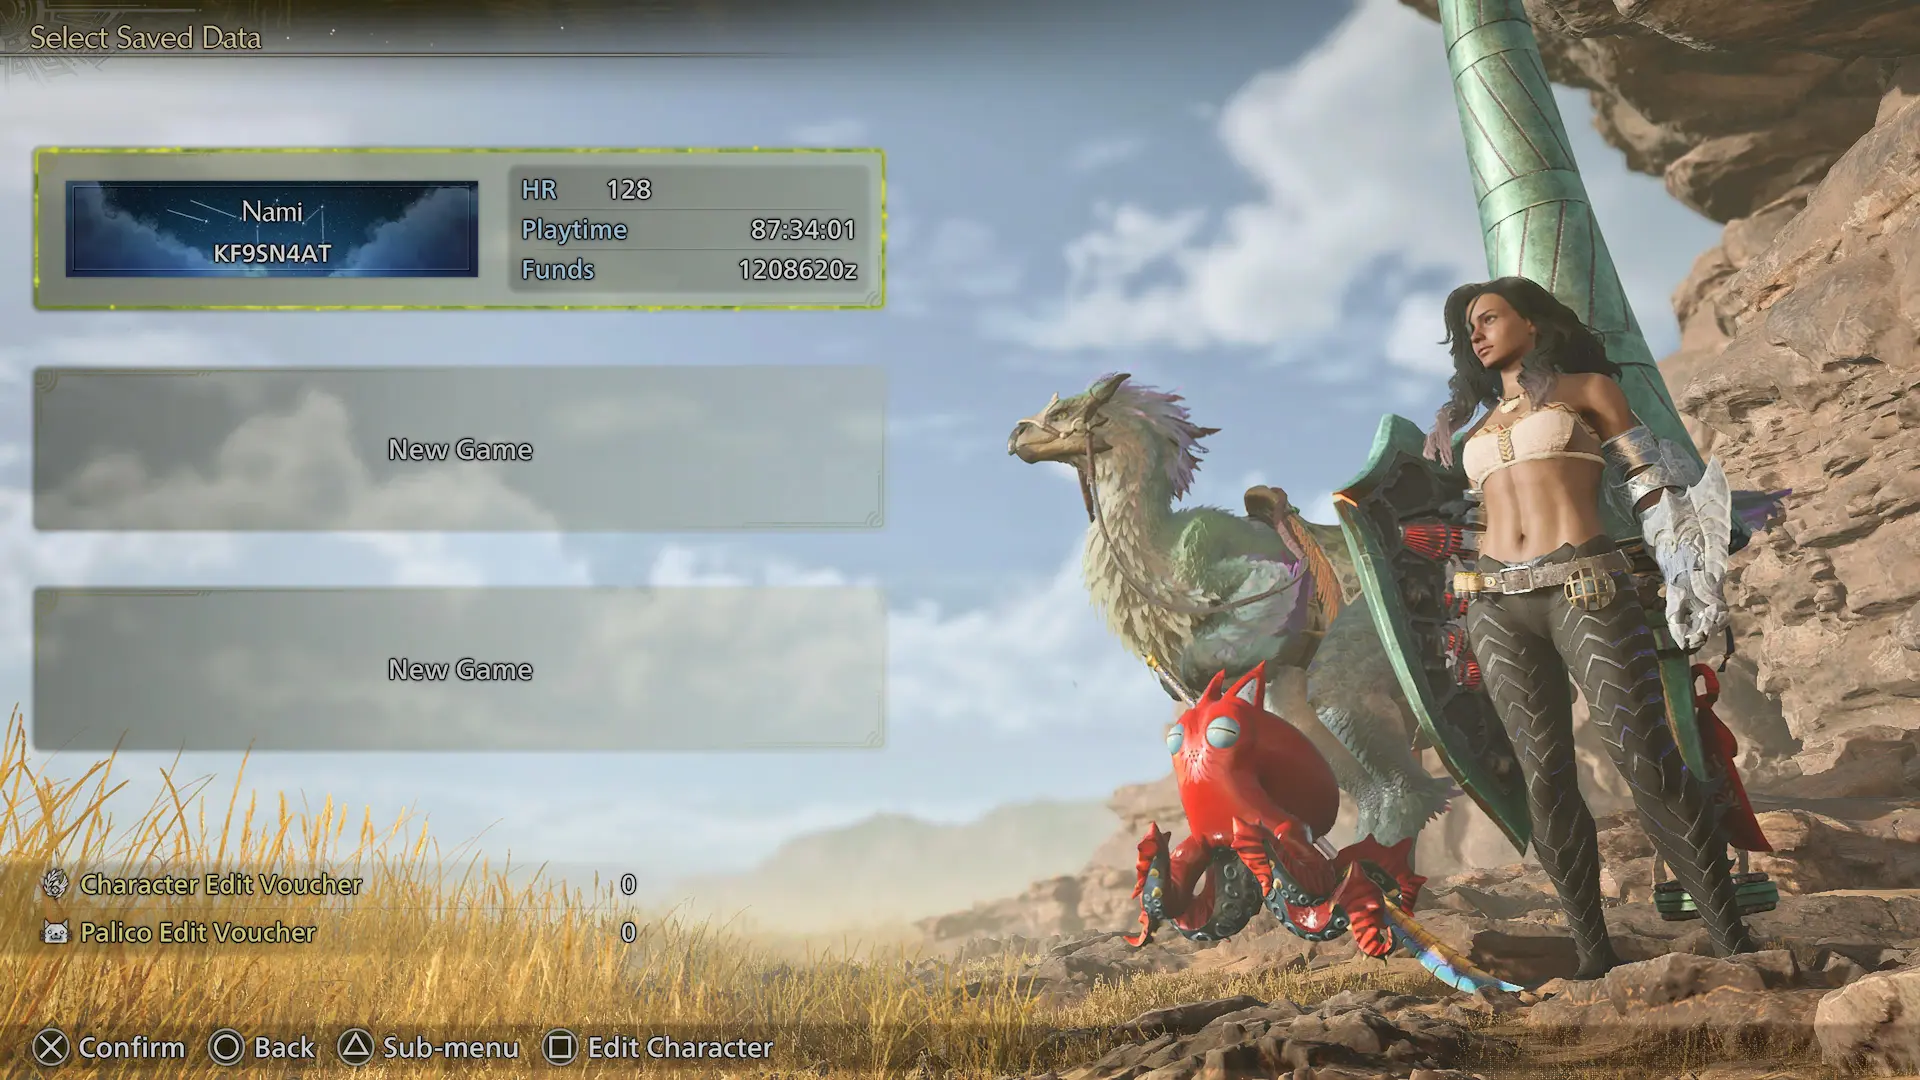 Select Saved Data
Nami
KF9SN4AT
HR 128
Playtime 87:34:01
Funds 1208620z
New Game
New Game
Character Edit Voucher 0
Palico Edit Voucher 0
Confirm Back Sub-menu Edit Character